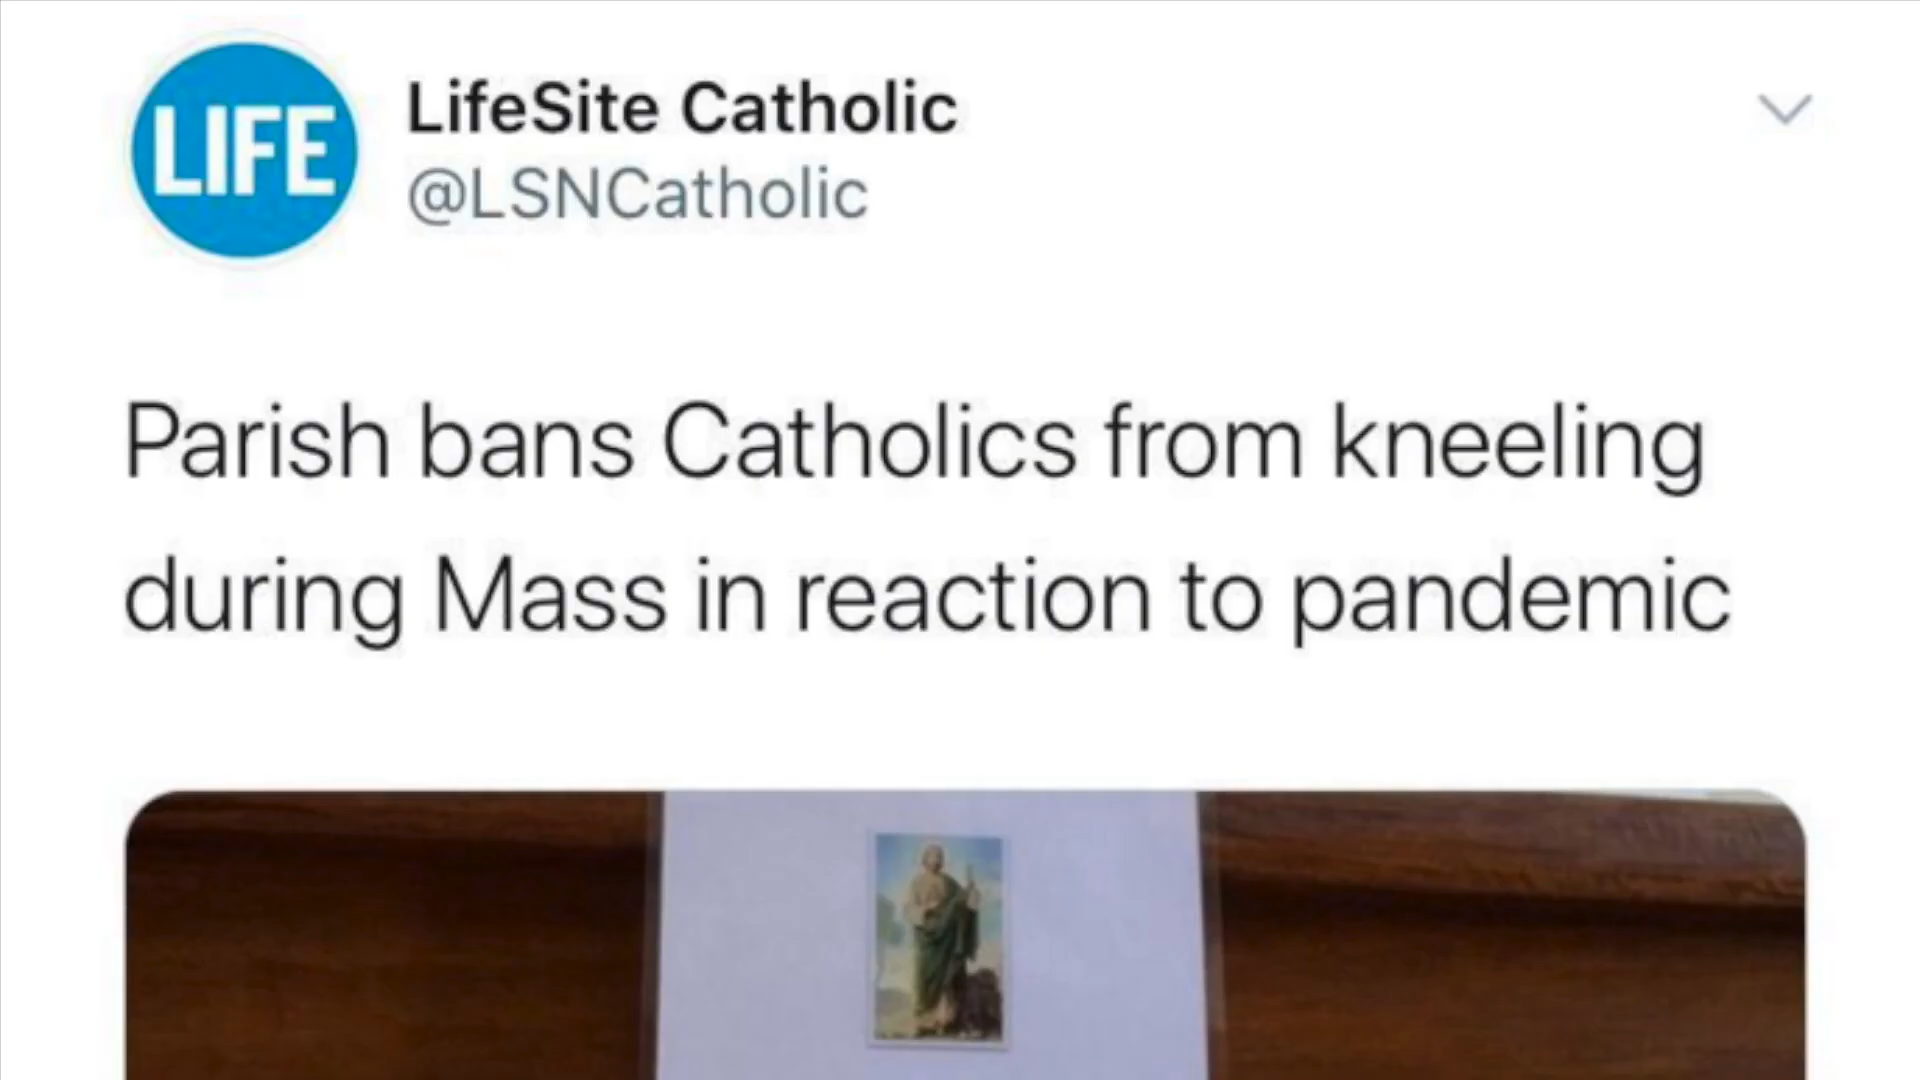 LIFE
LifeSite Catholic
@LSNCatholic
Parish bans Catholics from kneeling
during Mass in reaction to pandemic